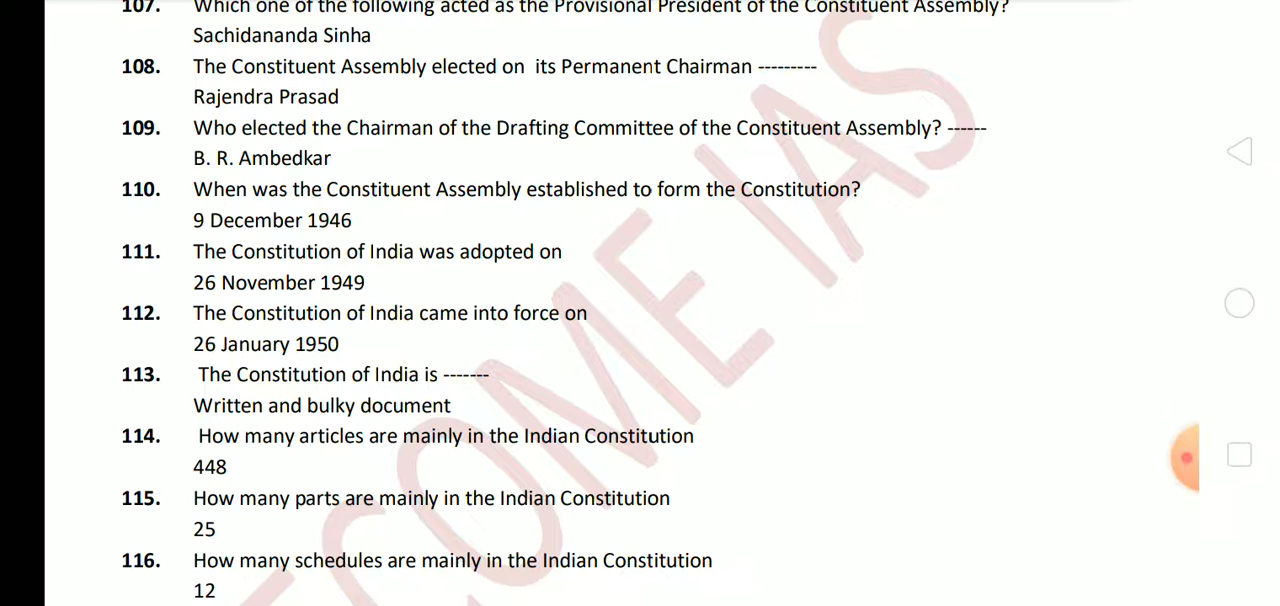 107. Which one of the following acted as the Provisional President of the Constituent Assembly?
Sachidananda Sinha
108. The Constituent Assembly elected on its Permanent Chairman ---------
Rajendra Prasad
109. Who elected the Chairman of the Drafting Committee of the Constituent Assembly? ------
B. R. Ambedkar
110. When was the Constituent Assembly established to form the Constitution?
9 December 1946
111. The Constitution of India was adopted on
26 November 1949
112. The Constitution of India came into force on
26 January 1950
113. The Constitution of India is -------
Written and bulky document
114. How many articles are mainly in the Indian Constitution
448
115. How many parts are mainly in the Indian Constitution
25
116. How many schedules are mainly in the Indian Constitution
12
ECOME IAS